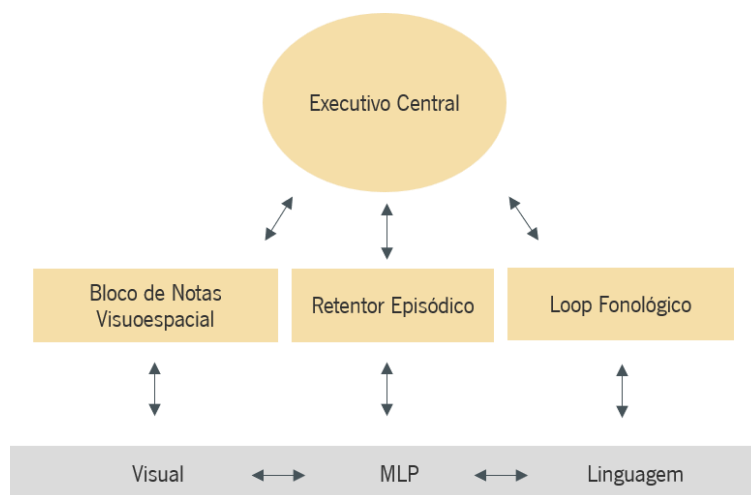 Executivo Central
Bloco de Notas
Visuoespacial
Retentor Episódico
Loop Fonológico
Visual
MLP
Linguagem